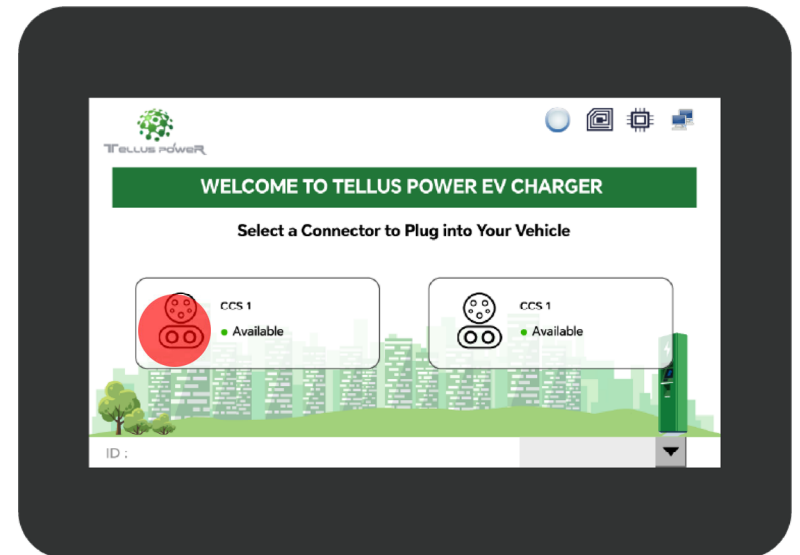 Tellus PoweR
WELCOME TO TELLUS POWER EV CHARGER
Select a Connector to Plug into Your Vehicle
CCS 1
Available
CCS 1
Available
ID :